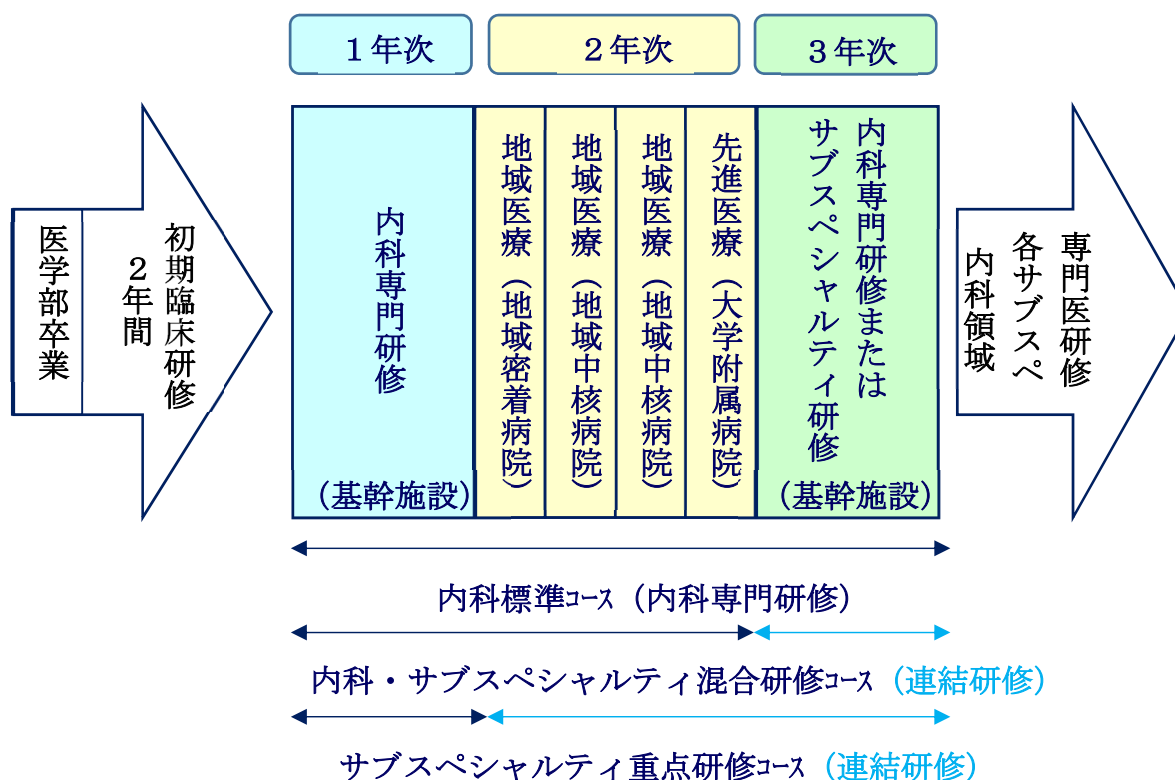 1年次
2年次
3年次
医学部卒業
初期臨床研修
2年間
内科専門研修
(基幹施設)
地域医療(地域密着病院)
地域医療(地域中核病院)
地域医療(地域中核病院)
先進医療(大学附属病院)
内科専門研修または
サブスペシャルティ研修
(基幹施設)
専門医研修
各サブスペ
内科領域
内科標準コース(内科専門研修)
内科・サブスペシャルティ混合研修コース(連結研修)
サブスペシャルティ重点研修コース(連結研修)